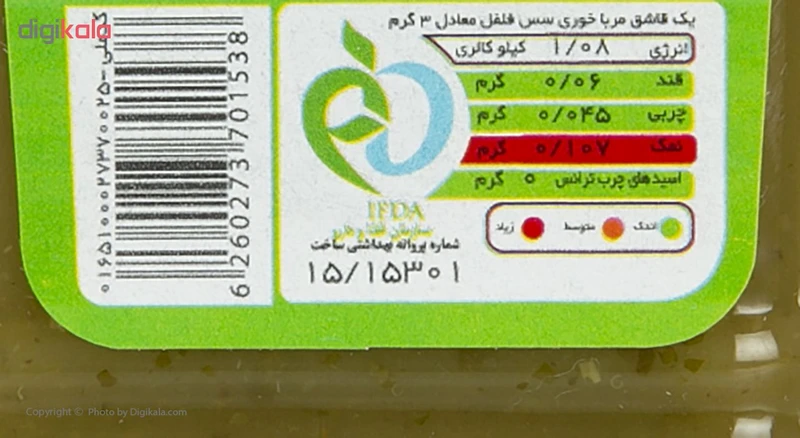 digikala
یک قاشق مربا خوری سس فلفل معادل ۳ گرم
انرژی ۱/۰۸ کیلو کالری
قند ۰/۰۶ گرم
چربی ۰/۰۴۵ گرم
نمک ۰/۱۰۷ گرم
اسیدهای چرب ترانس ۰ گرم
اندک متوسط زیاد
IFDA
سازمان غذا و دارو
شماره پروانه بهداشتی ساخت
۱۵/۱۵۳۰۱
6 260273 701538
۰۱۶۵۱۰۰۰۲۷۳۷۰۰۲۵
Copyright © Photo by Digikala.com